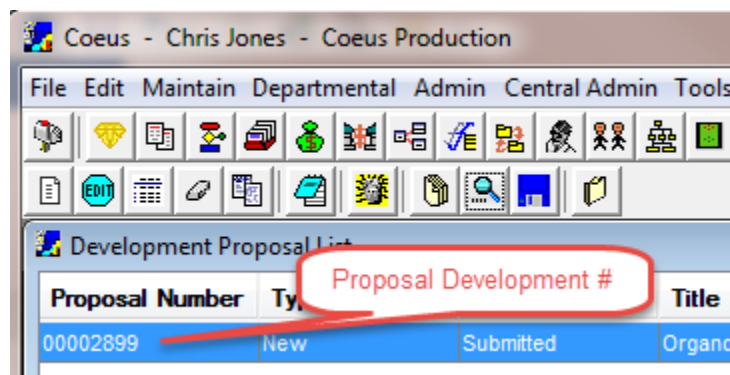 Coeus - Chris Jones - Coeus Production
File Edit Maintain Departmental Admin Central Admin Tools
EDIT
Development Proposal List
Proposal Development #
Proposal Number Title
00002899 New Submitted